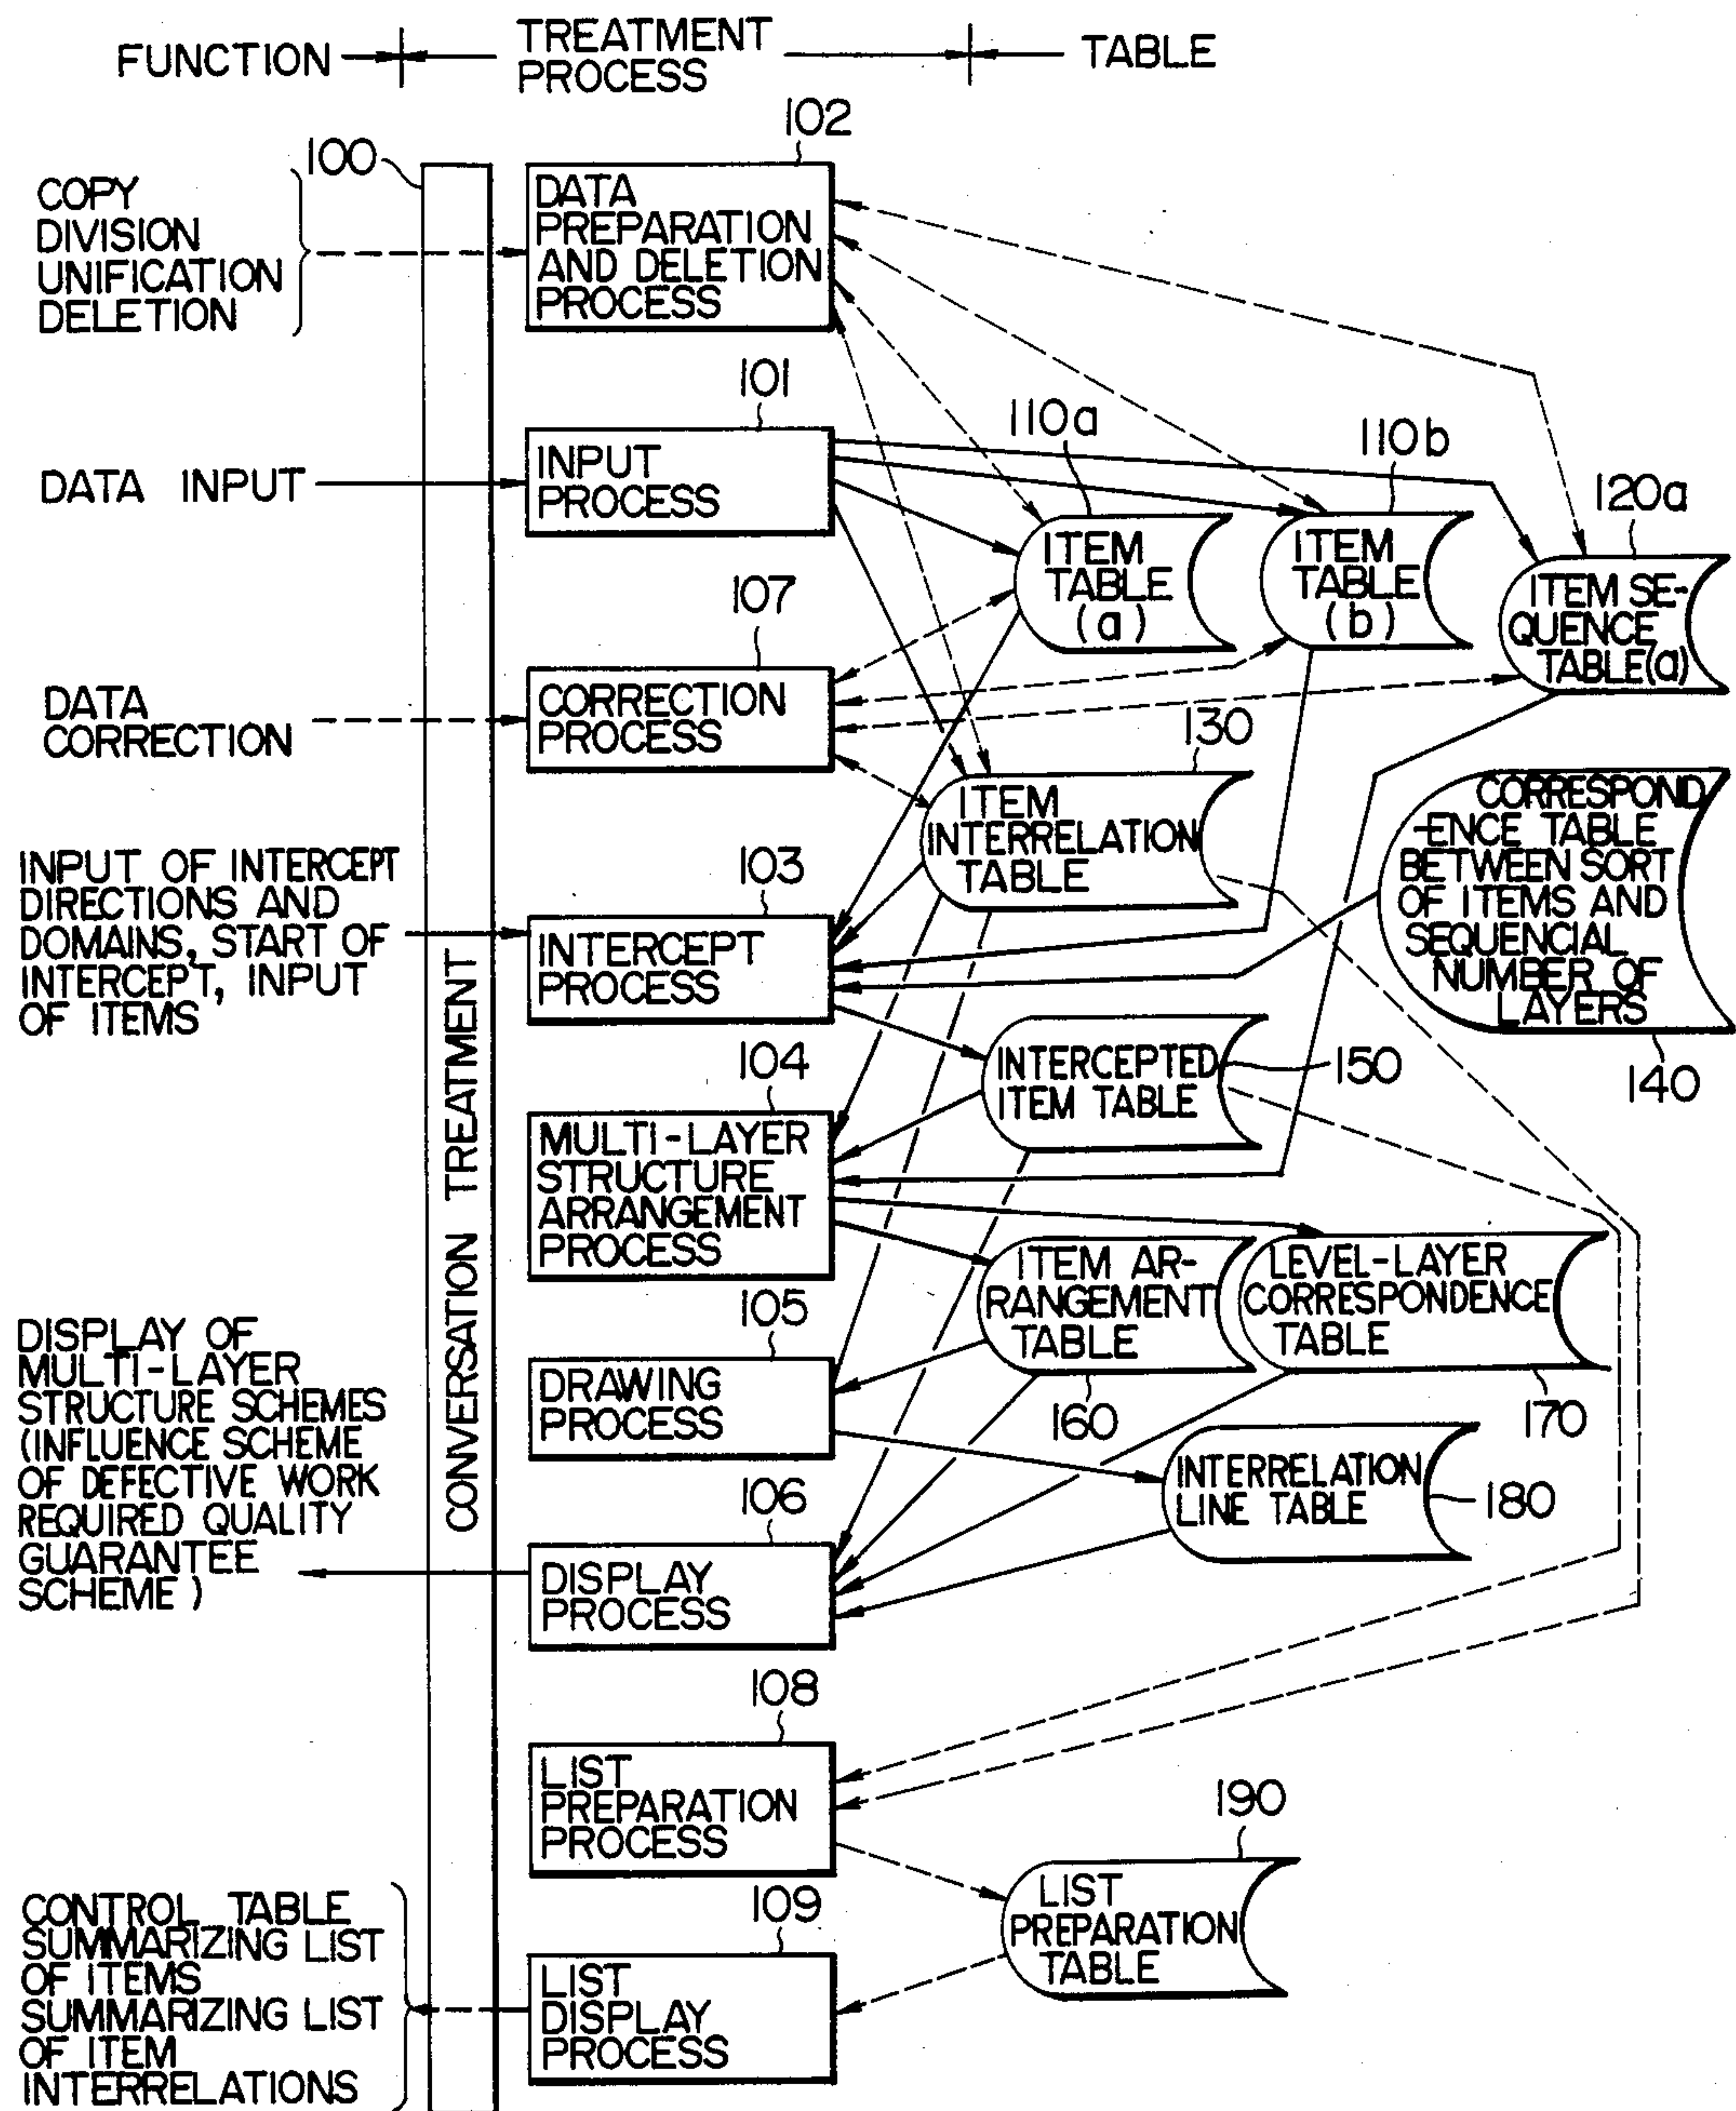 FUNCTION
TREATMENT
PROCESS
TABLE
100
102
COPY
DIVISION
UNIFICATION
DELETION
DATA
PREPARATION
AND DELETION
PROCESS
101
DATA INPUT
INPUT
PROCESS
110a
ITEM
TABLE
(a)
110b
ITEM
TABLE
(b)
120a
ITEM SE-
QUENCE
TABLE(a)
107
DATA
CORRECTION
CORRECTION
PROCESS
130
ITEM
INTERRELATION
TABLE
CORRESPOND
-ENCE TABLE
BETWEEN SORT
OF ITEMS AND
SEQUENCIAL
NUMBER OF
LAYERS
140
INPUT OF INTERCEPT
DIRECTIONS AND
DOMAINS, START OF
INTERCEPT, INPUT
OF ITEMS
103
INTERCEPT
PROCESS
CONVERSATION TREATMENT
INTERCEPTED
ITEM TABLE
150
104
MULTI-LAYER
STRUCTURE
ARRANGEMENT
PROCESS
ITEM AR-
RANGEMENT
TABLE
160
LEVEL-LAYER
CORRESPONDENCE
TABLE
170
105
DRAWING
PROCESS
INTERRELATION
LINE TABLE
180
DISPLAY OF
MULTI-LAYER
STRUCTURE SCHEMES
(INFLUENCE SCHEME
OF DEFECTIVE WORK
REQUIRED QUALITY
GUARANTEE
SCHEME)
106
DISPLAY
PROCESS
108
LIST
PREPARATION
PROCESS
190
LIST
PREPARATION
TABLE
CONTROL TABLE
SUMMARIZING LIST
OF ITEMS
SUMMARIZING LIST
OF ITEM
INTERRELATIONS
109
LIST
DISPLAY
PROCESS